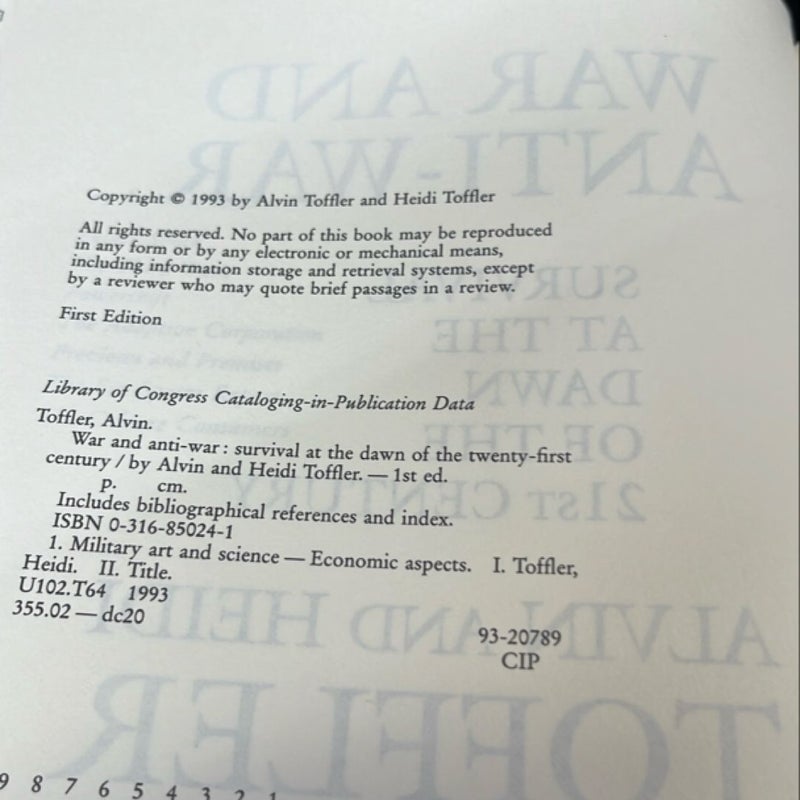 Copyright © 1993 by Alvin Toffler and Heidi Toffler
All rights reserved. No part of this book may be reproduced
in any form or by any electronic or mechanical means,
including information storage and retrieval systems, except
by a reviewer who may quote brief passages in a review.
First Edition
Library of Congress Cataloging-in-Publication Data
Toffler, Alvin.
War and anti-war : survival at the dawn of the twenty-first
century / by Alvin and Heidi Toffler. — 1st ed.
p. cm.
Includes bibliographical references and index.
ISBN 0-316-85024-1
1. Military art and science — Economic aspects. I. Toffler,
Heidi. II. Title.
U102.T64 1993
355.02 — dc20
93-20789
CIP
9 8 7 6 5 4 3 2 1